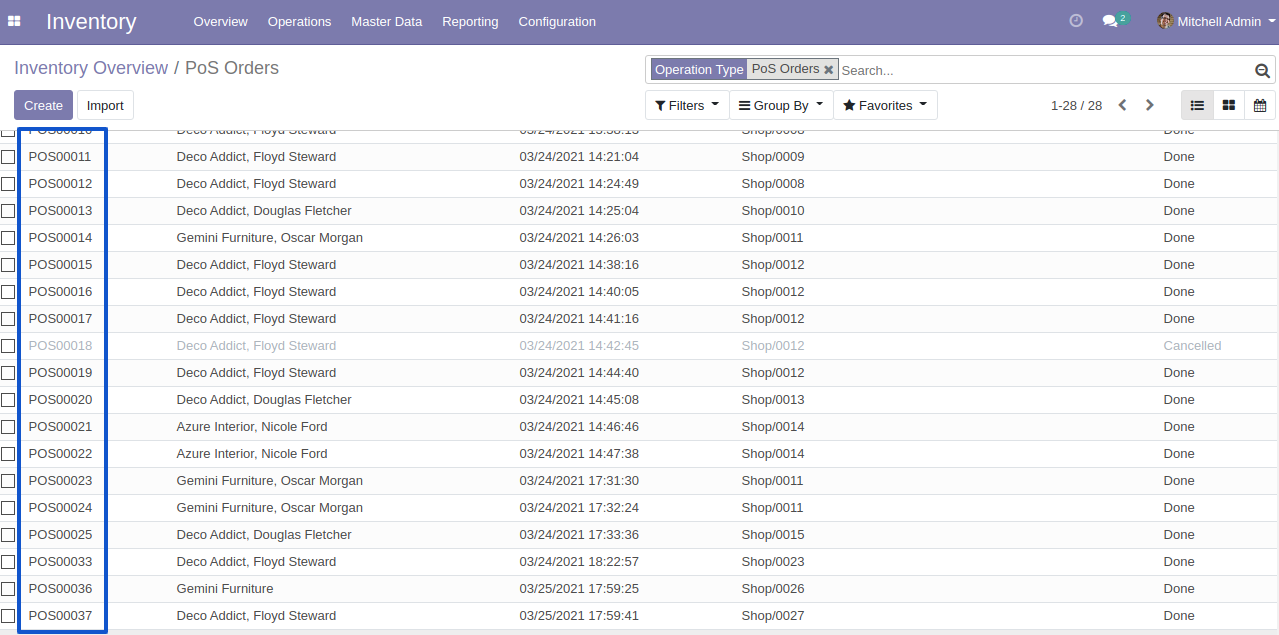 Inventory Overview Operations Master Data Reporting Configuration 2 Mitchell Admin
Inventory Overview / PoS Orders
Operation Type PoS Orders Search...
Create Import Filters Group By Favorites 1-28 / 28
POS00011 Deco Addict, Floyd Steward 03/24/2021 14:21:04 Shop/0009 Done
POS00012 Deco Addict, Floyd Steward 03/24/2021 14:24:49 Shop/0008 Done
POS00013 Deco Addict, Douglas Fletcher 03/24/2021 14:25:04 Shop/0010 Done
POS00014 Gemini Furniture, Oscar Morgan 03/24/2021 14:26:03 Shop/0011 Done
POS00015 Deco Addict, Floyd Steward 03/24/2021 14:38:16 Shop/0012 Done
POS00016 Deco Addict, Floyd Steward 03/24/2021 14:40:05 Shop/0012 Done
POS00017 Deco Addict, Floyd Steward 03/24/2021 14:41:16 Shop/0012 Done
POS00018 Deco Addict, Floyd Steward 03/24/2021 14:42:45 Shop/0012 Cancelled
POS00019 Deco Addict, Floyd Steward 03/24/2021 14:44:40 Shop/0012 Done
POS00020 Deco Addict, Douglas Fletcher 03/24/2021 14:45:08 Shop/0013 Done
POS00021 Azure Interior, Nicole Ford 03/24/2021 14:46:46 Shop/0014 Done
POS00022 Azure Interior, Nicole Ford 03/24/2021 14:47:38 Shop/0014 Done
POS00023 Gemini Furniture, Oscar Morgan 03/24/2021 17:31:30 Shop/0011 Done
POS00024 Gemini Furniture, Oscar Morgan 03/24/2021 17:32:24 Shop/0011 Done
POS00025 Deco Addict, Douglas Fletcher 03/24/2021 17:33:36 Shop/0015 Done
POS00033 Deco Addict, Floyd Steward 03/24/2021 18:22:57 Shop/0023 Done
POS00036 Gemini Furniture 03/25/2021 17:59:25 Shop/0026 Done
POS00037 Deco Addict, Floyd Steward 03/25/2021 17:59:41 Shop/0027 Done